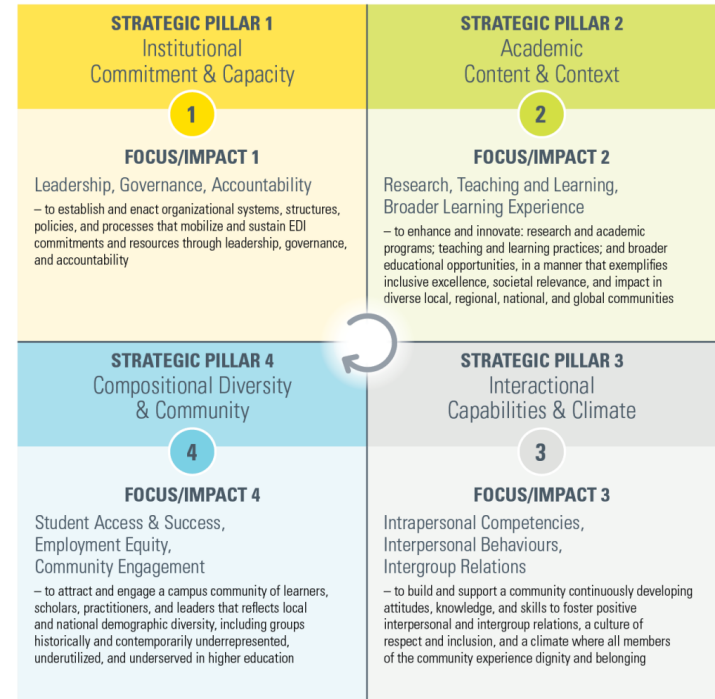 STRATEGIC PILLAR 1
Institutional
Commitment & Capacity
1
FOCUS/IMPACT 1
Leadership, Governance, Accountability
– to establish and enact organizational systems, structures,
policies, and processes that mobilize and sustain EDI
commitments and resources through leadership, governance,
and accountability
STRATEGIC PILLAR 2
Academic
Content & Context
2
FOCUS/IMPACT 2
Research, Teaching and Learning,
Broader Learning Experience
– to enhance and innovate: research and academic
programs; teaching and learning practices; and broader
educational opportunities, in a manner that exemplifies
inclusive excellence, societal relevance, and impact in
diverse local, regional, national, and global communities
STRATEGIC PILLAR 4
Compositional Diversity
& Community
4
FOCUS/IMPACT 4
Student Access & Success,
Employment Equity,
Community Engagement
– to attract and engage a campus community of learners,
scholars, practitioners, and leaders that reflects local
and national demographic diversity, including groups
historically and contemporarily underrepresented,
underutilized, and underserved in higher education
STRATEGIC PILLAR 3
Interactional
Capabilities & Climate
3
FOCUS/IMPACT 3
Intrapersonal Competencies,
Interpersonal Behaviours,
Intergroup Relations
– to build and support a community continuously developing
attitudes, knowledge, and skills to foster positive
interpersonal and intergroup relations, a culture of
respect and inclusion, and a climate where all members
of the community experience dignity and belonging